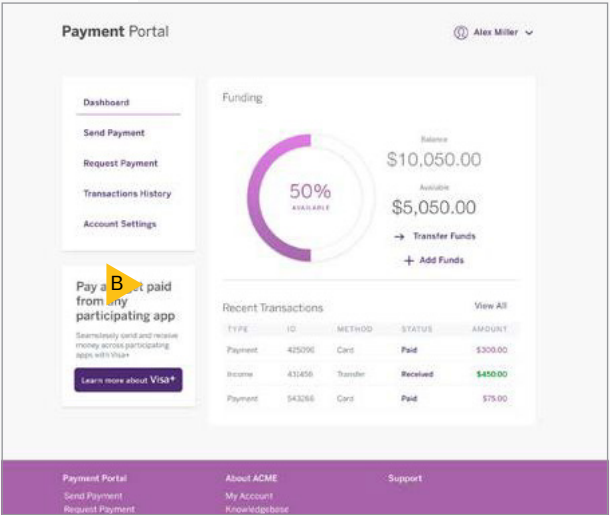 Payment Portal
Alex Miller
Dashboard
Send Payment
Request Payment
Transactions History
Account Settings
Funding
50%
AVAILABLE
Balance
$10,050.00
Available
$5,050.00
→ Transfer Funds
+ Add Funds
B
Pay a t paid
from any
participating app
Seamlessly send and receive
money across participating
apps with Visa+
Learn more about Visa+
Recent Transactions
View All
TYPE ID METHOD STATUS AMOUNT
Payment 425096 Card Paid $300.00
Income 431456 Transfer Received $450.00
Payment 543266 Card Paid $75.00
Payment Portal
Send Payment
Request Payment
About ACME
My Account
Knowledgebase
Support